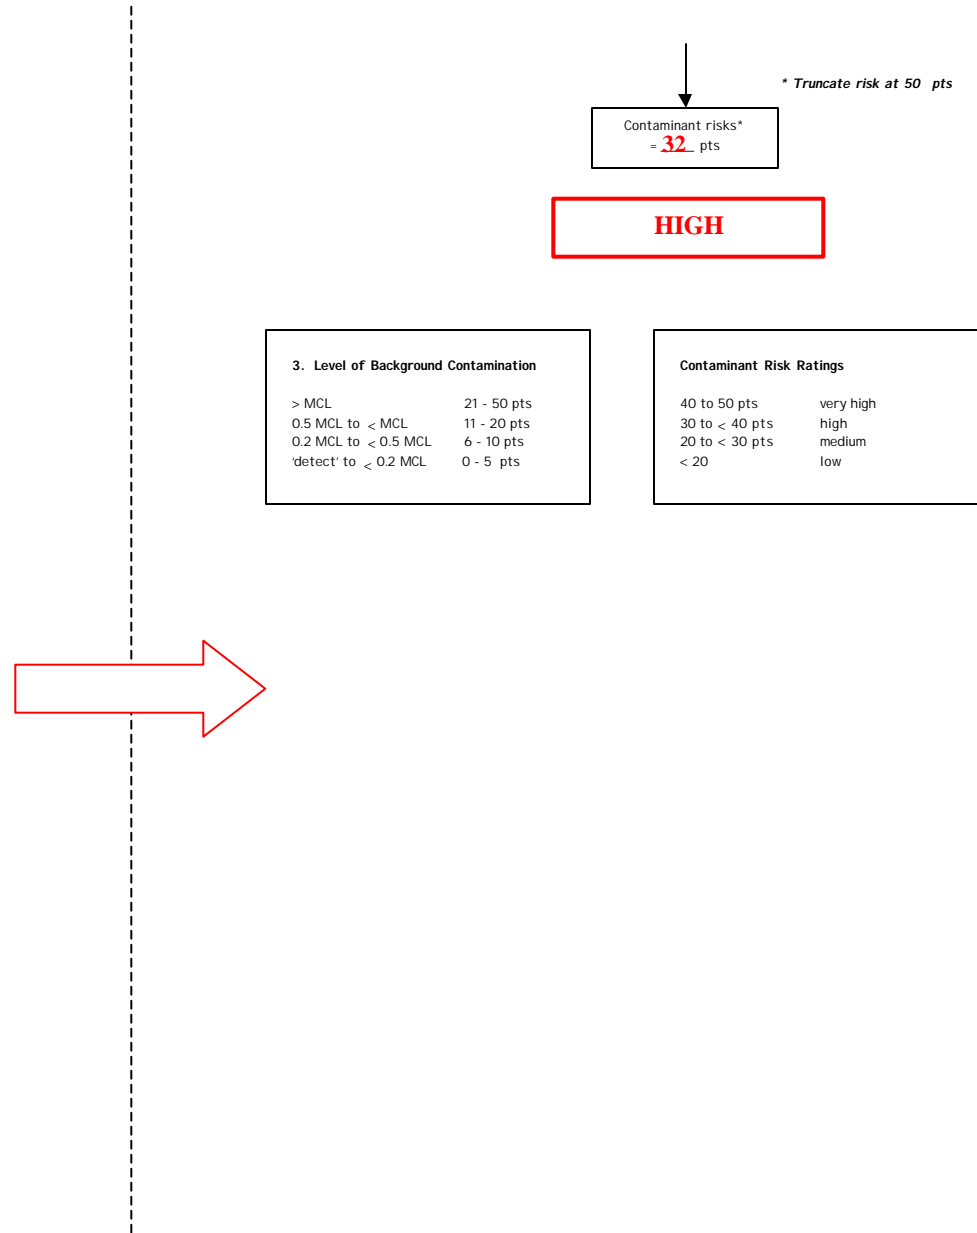 * Truncate risk at 50 pts
Contaminant risks*
= 32 pts
HIGH
3. Level of Background Contamination
> MCL 21 - 50 pts
0.5 MCL to < MCL 11 - 20 pts
0.2 MCL to < 0.5 MCL 6 - 10 pts
'detect' to < 0.2 MCL 0 - 5 pts
Contaminant Risk Ratings
40 to 50 pts very high
30 to < 40 pts high
20 to < 30 pts medium
< 20 low